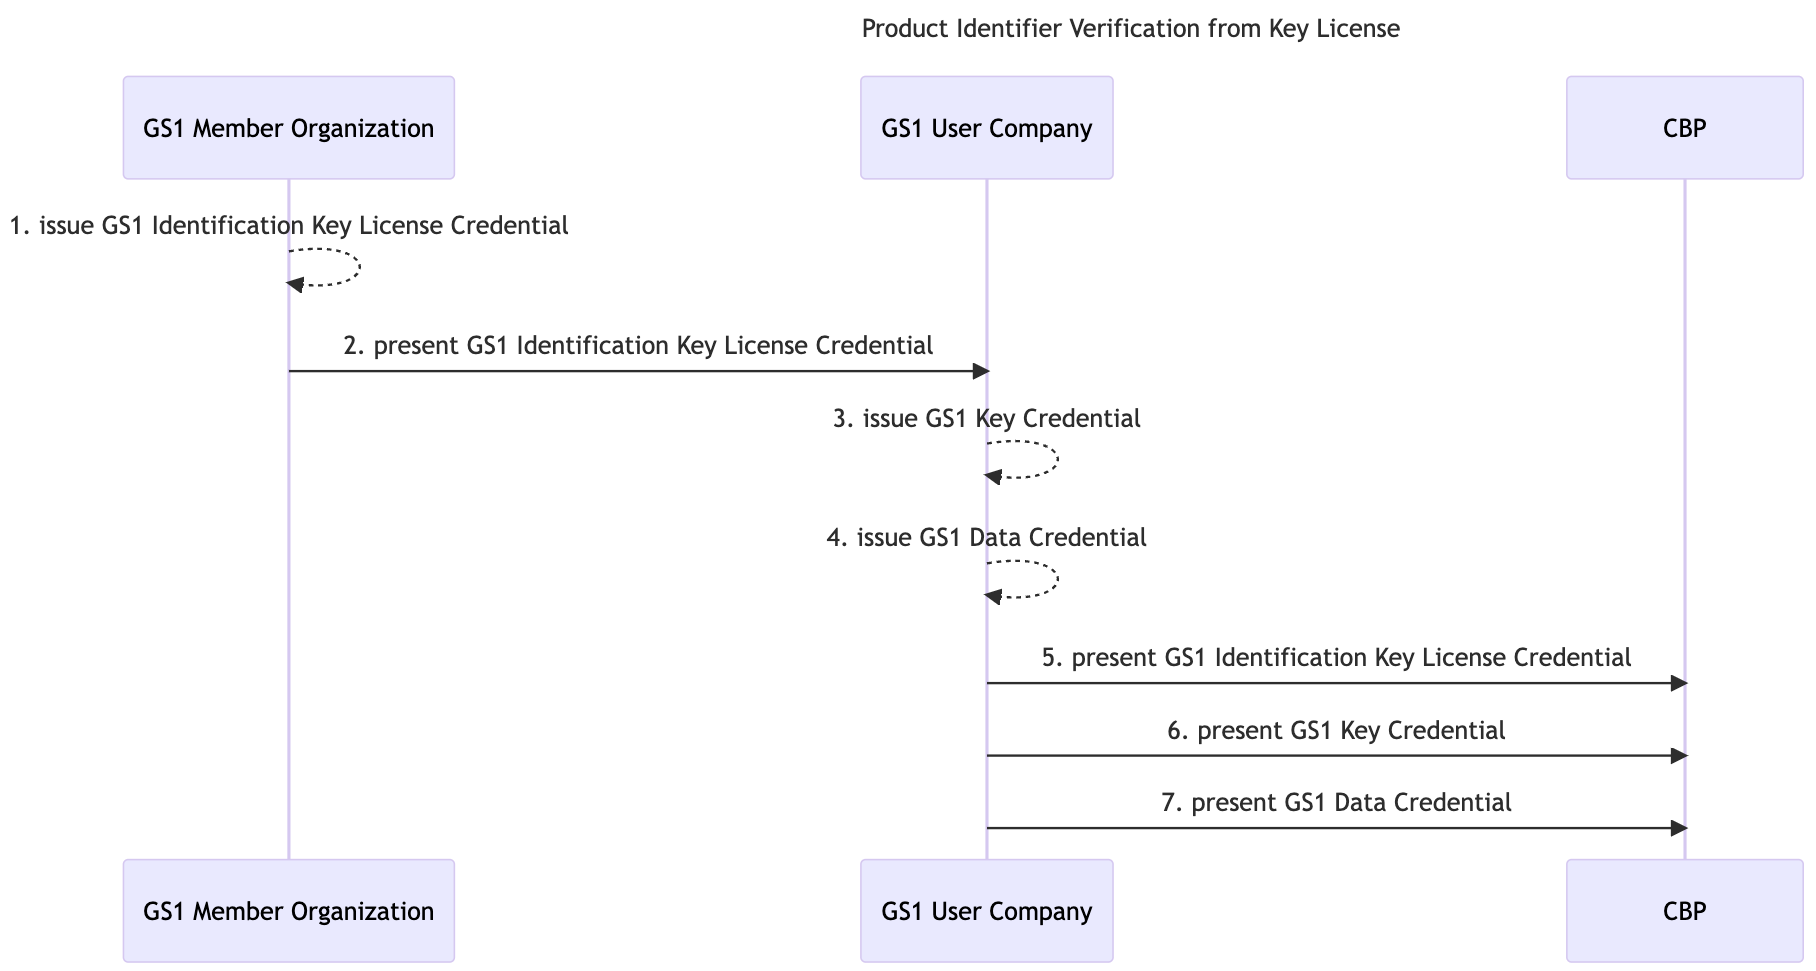 Product Identifier Verification from Key License
GS1 Member Organization
GS1 User Company
CBP
1. issue GS1 Identification Key License Credential
2. present GS1 Identification Key License Credential
3. issue GS1 Key Credential
4. issue GS1 Data Credential
5. present GS1 Identification Key License Credential
6. present GS1 Key Credential
7. present GS1 Data Credential
GS1 Member Organization
GS1 User Company
CBP